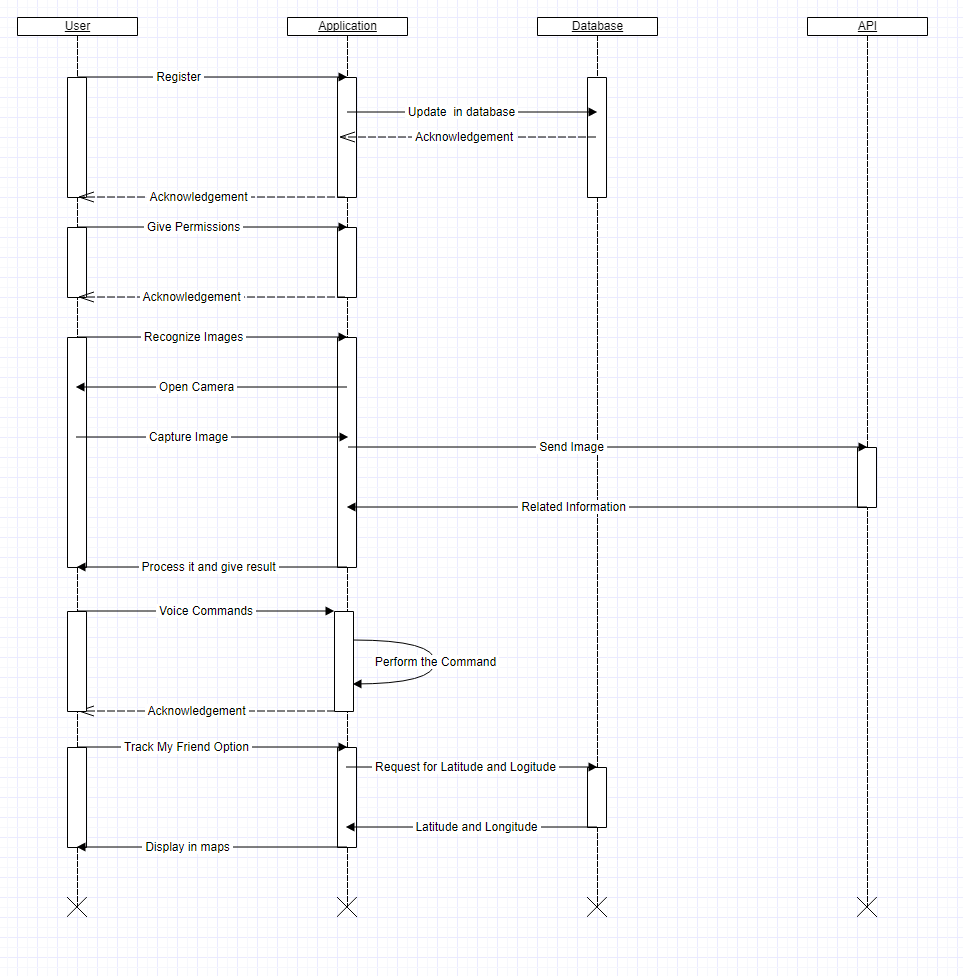 User
Application
Database
API
Register
Update  in database
Acknowledgement
Acknowledgement
Give Permissions
Acknowledgement
Recognize Images
Open Camera
Capture Image
Send Image
Related Information
Process it and give result
Voice Commands
Perform the Command
Acknowledgement
Track My Friend Option
Request for Latitude and Logitude
Latitude and Longitude
Display in maps